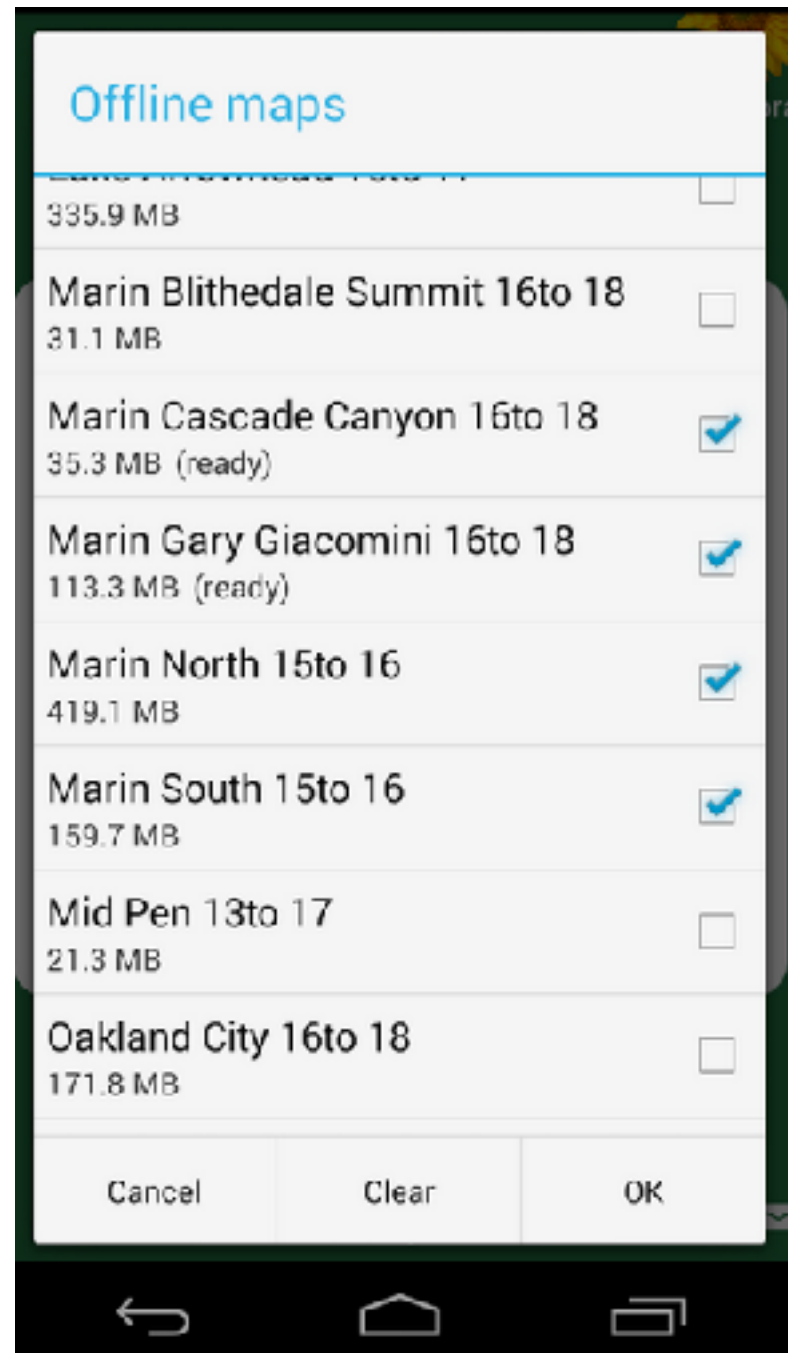 Offline maps
335.9 MB
Marin Blithedale Summit 16to 18
31.1 MB
Marin Cascade Canyon 16to 18
35.3 MB (ready)
Marin Gary Giacomini 16to 18
113.3 MB (ready)
Marin North 15to 16
419.1 MB
Marin South 15to 16
159.7 MB
Mid Pen 13to 17
21.3 MB
Oakland City 16to 18
171.8 MB
Cancel
Clear
OK